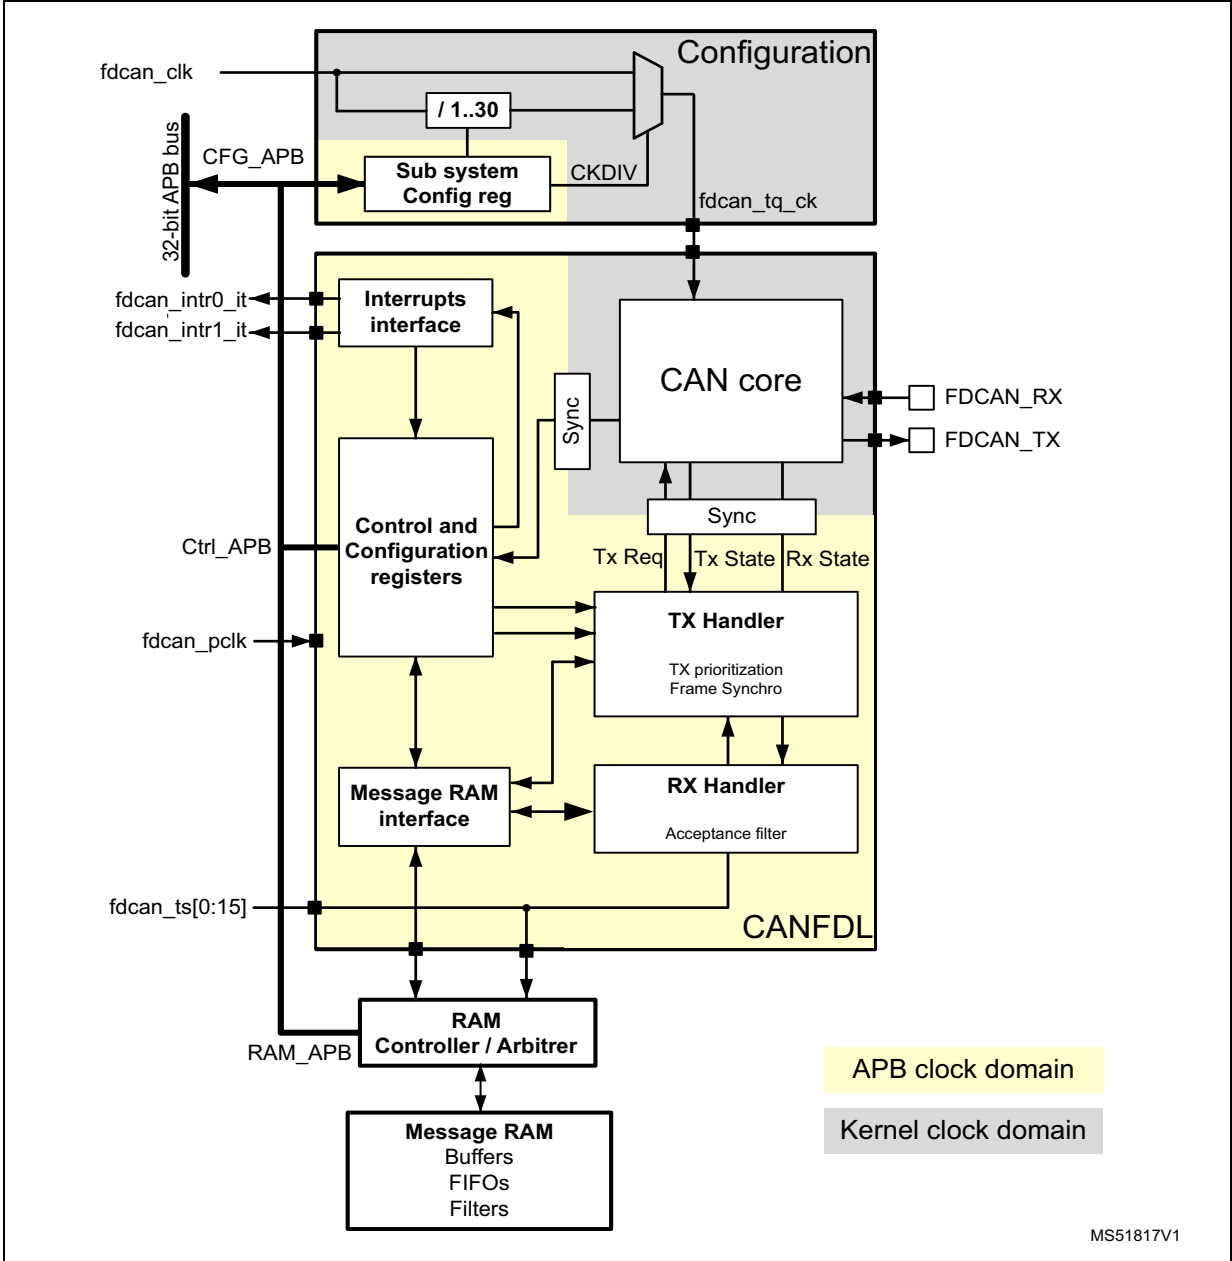 Configuration
fdcan_clk
/ 1..30
32-bit APB bus
CFG_APB
Sub system
Config reg
CKDIV
fdcan_tq_ck
fdcan_intr0_it
fdcan_intr1_it
Interrupts
interface
CAN core
Sync
FDCAN_RX
FDCAN_TX
Sync
Control and
Configuration
registers
Ctrl_APB
Tx Req
Tx State
Rx State
TX Handler
TX prioritization
Frame Synchro
fdcan_pclk
Message RAM
interface
RX Handler
Acceptance filter
fdcan_ts[0:15]
CANFDL
RAM
Controller / Arbitrer
RAM_APB
Message RAM
Buffers
FIFOs
Filters
APB clock domain
Kernel clock domain
MS51817V1